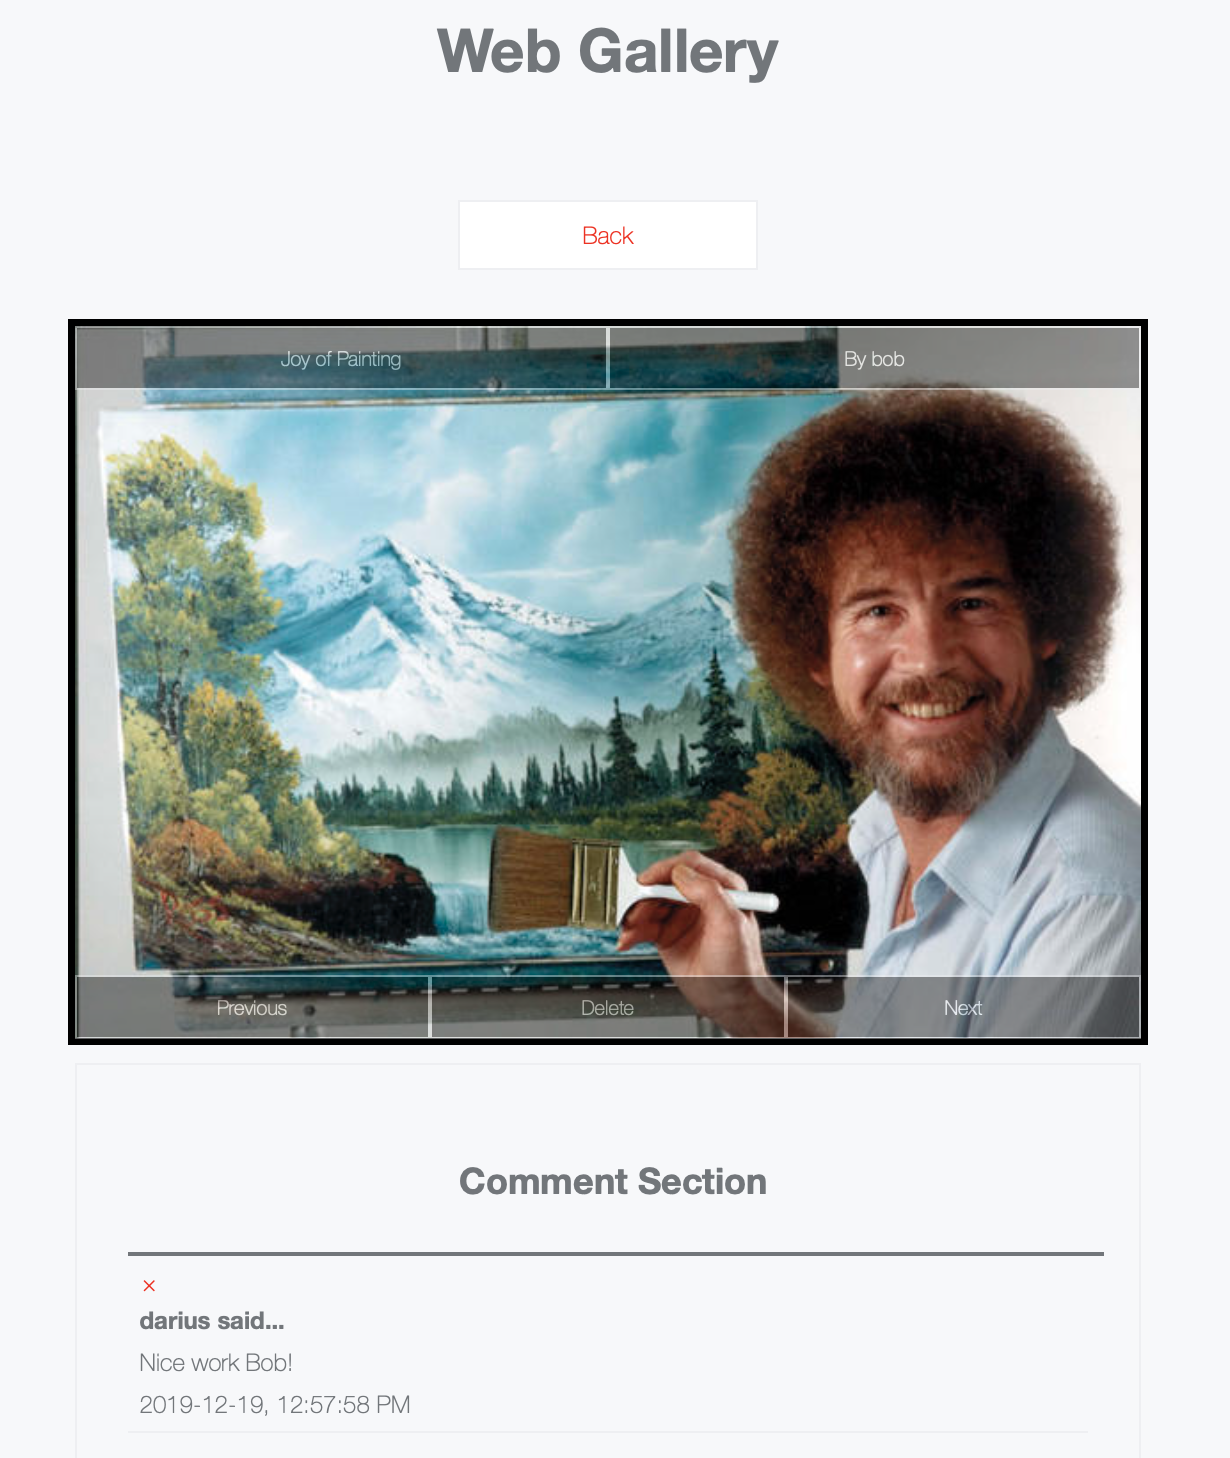 Web Gallery
Back
Joy of Painting
By bob
Previous
Delete
Next
Comment Section
×
darius said...
Nice work Bob!
2019-12-19, 12:57:58 PM